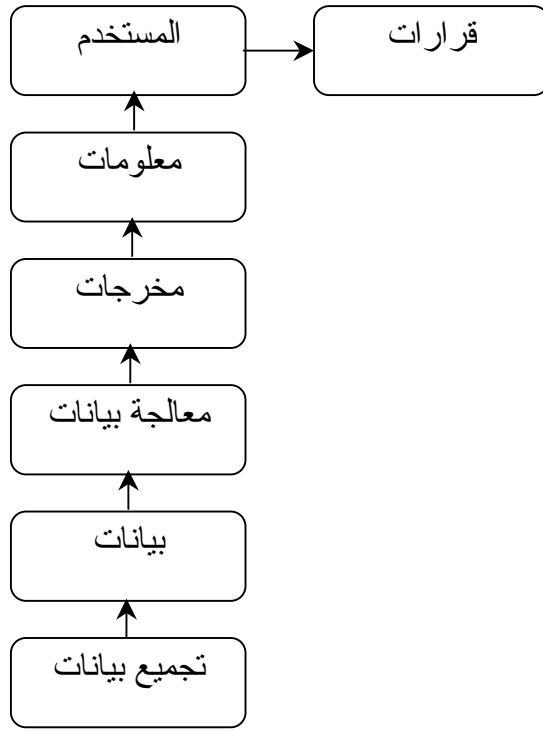 المستخدم
قرارات
معلومات
مخرجات
معالجة بيانات
بيانات
تجميع بيانات